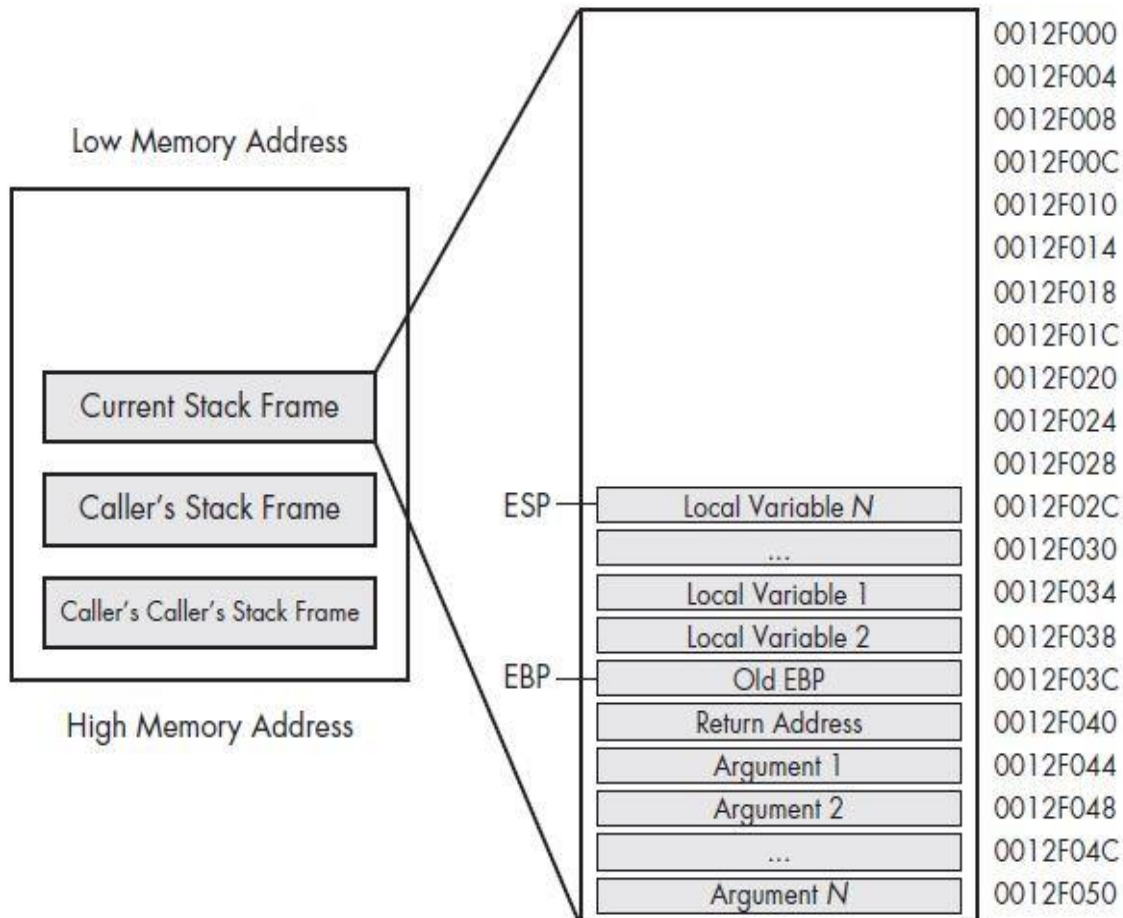 Low Memory Address
Current Stack Frame
Caller's Stack Frame
Caller's Caller's Stack Frame
High Memory Address
0012F000
0012F004
0012F008
0012F00C
0012F010
0012F014
0012F018
0012F01C
0012F020
0012F024
0012F028
ESP Local Variable N 0012F02C
... 0012F030
Local Variable 1 0012F034
Local Variable 2 0012F038
EBP Old EBP 0012F03C
Return Address 0012F040
Argument 1 0012F044
Argument 2 0012F048
... 0012F04C
Argument N 0012F050